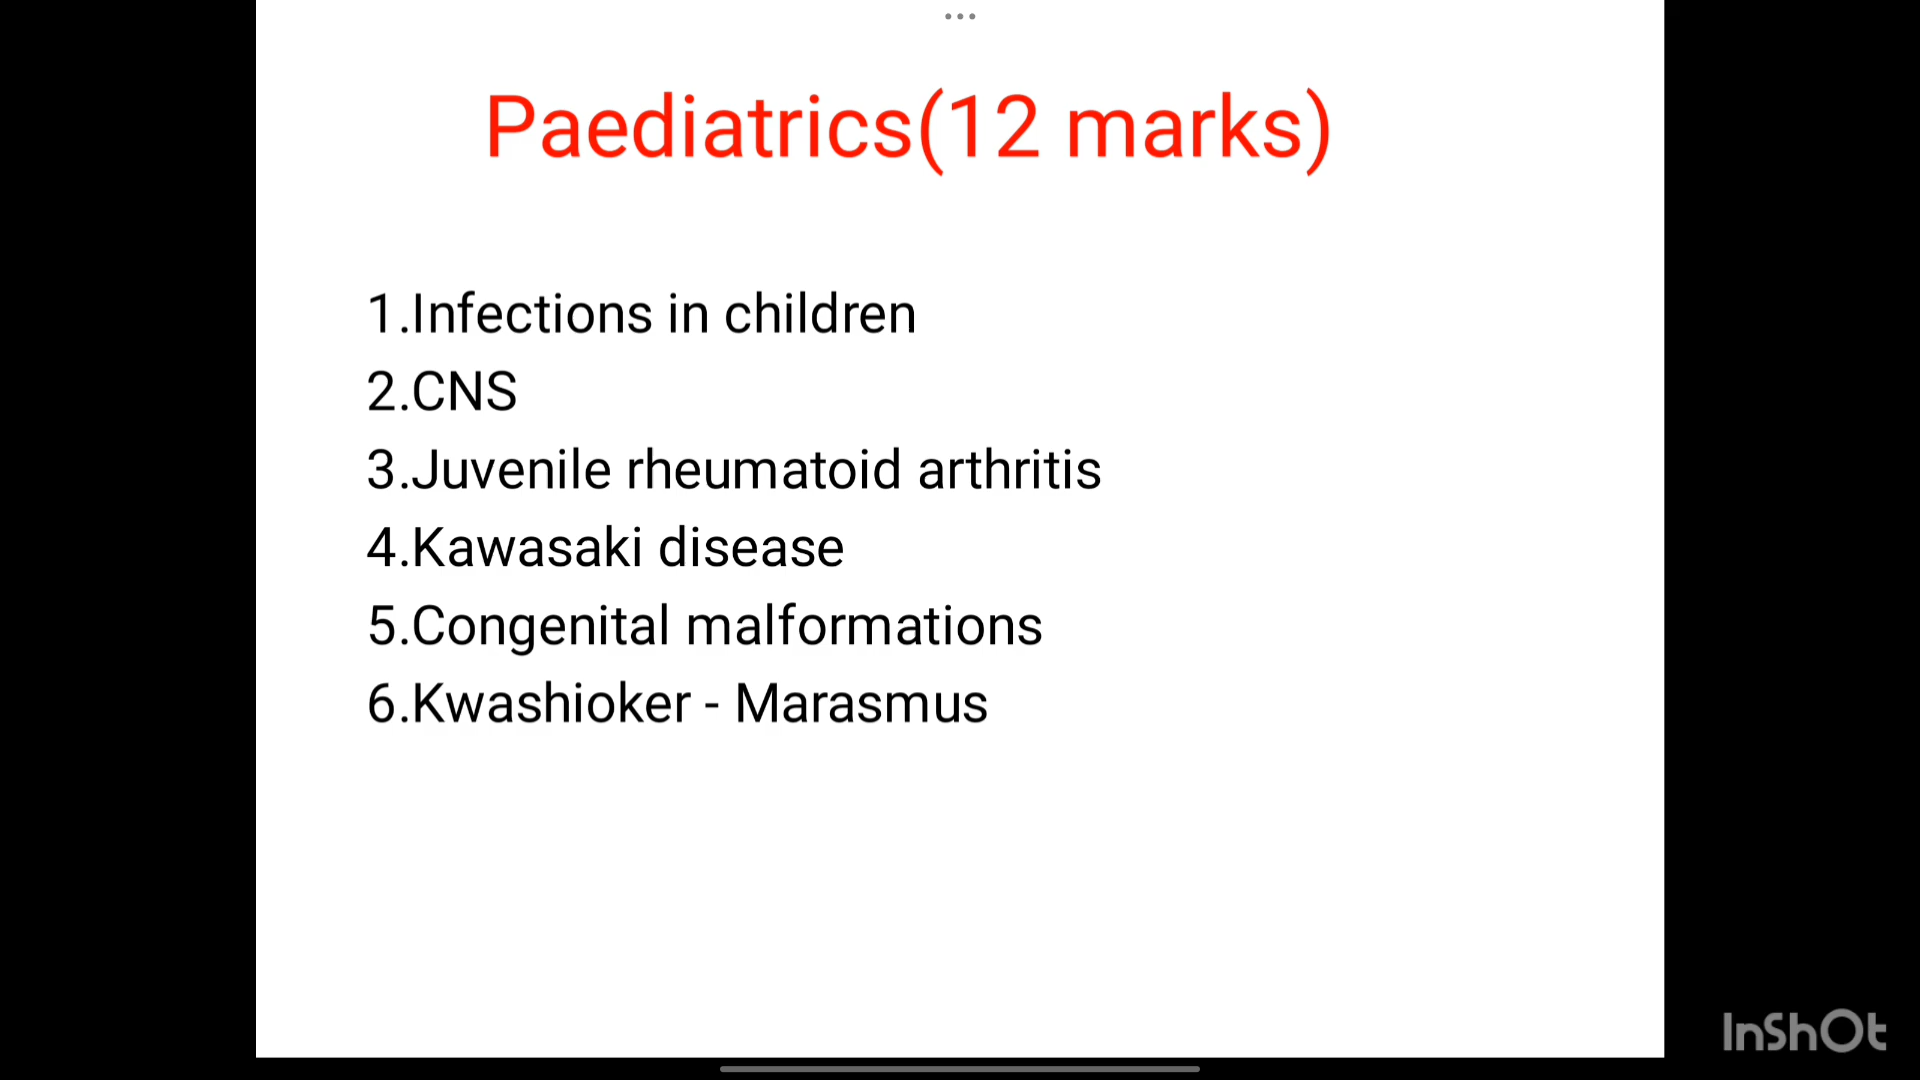 Paediatrics(12 marks)
1.Infections in children
2.CNS
3.Juvenile rheumatoid arthritis
4.Kawasaki disease
5.Congenital malformations
6.Kwashioker - Marasmus
InShOt